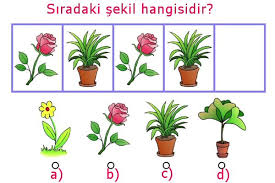 Sıradaki şekil hangisidir?
a) b) c) d)